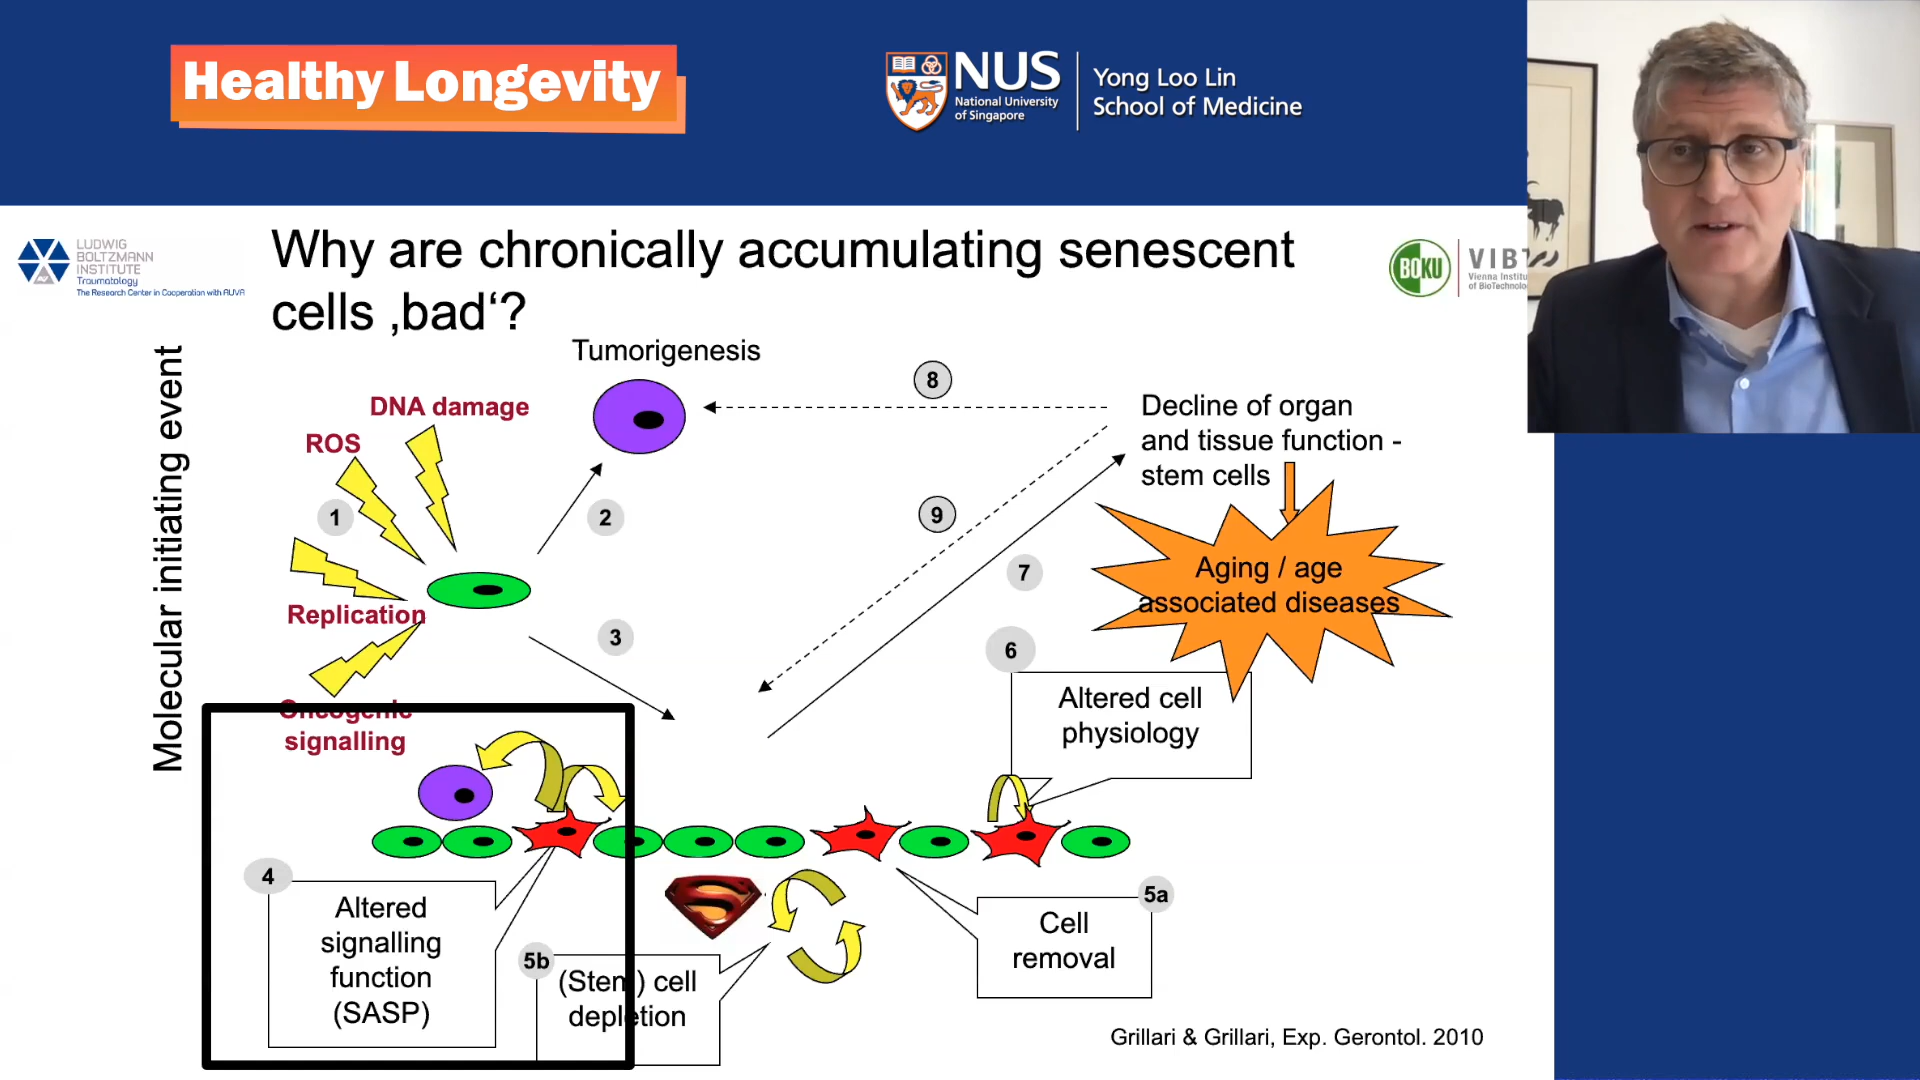 Healthy Longevity
NUS
National University
of Singapore
Yong Loo Lin
School of Medicine
LUDWIG
BOLTZMANN
INSTITUTE
Traumatology
The Research Center in Cooperation with AUVA
Why are chronically accumulating senescent
cells ‚bad‘?
BOKU
Vienna
of
Molecular initiating event
Tumorigenesis
8
DNA damage
ROS
Decline of organ
and tissue function -
stem cells
1
2
9
7
Aging / age
associated diseases
Replication
3
6
Altered cell
physiology
Oncogenic
signalling
4
Altered
signalling
function
(SASP)
5b
(Stem) cell
depletion
5a
Cell
removal
Grillari & Grillari, Exp. Gerontol. 2010